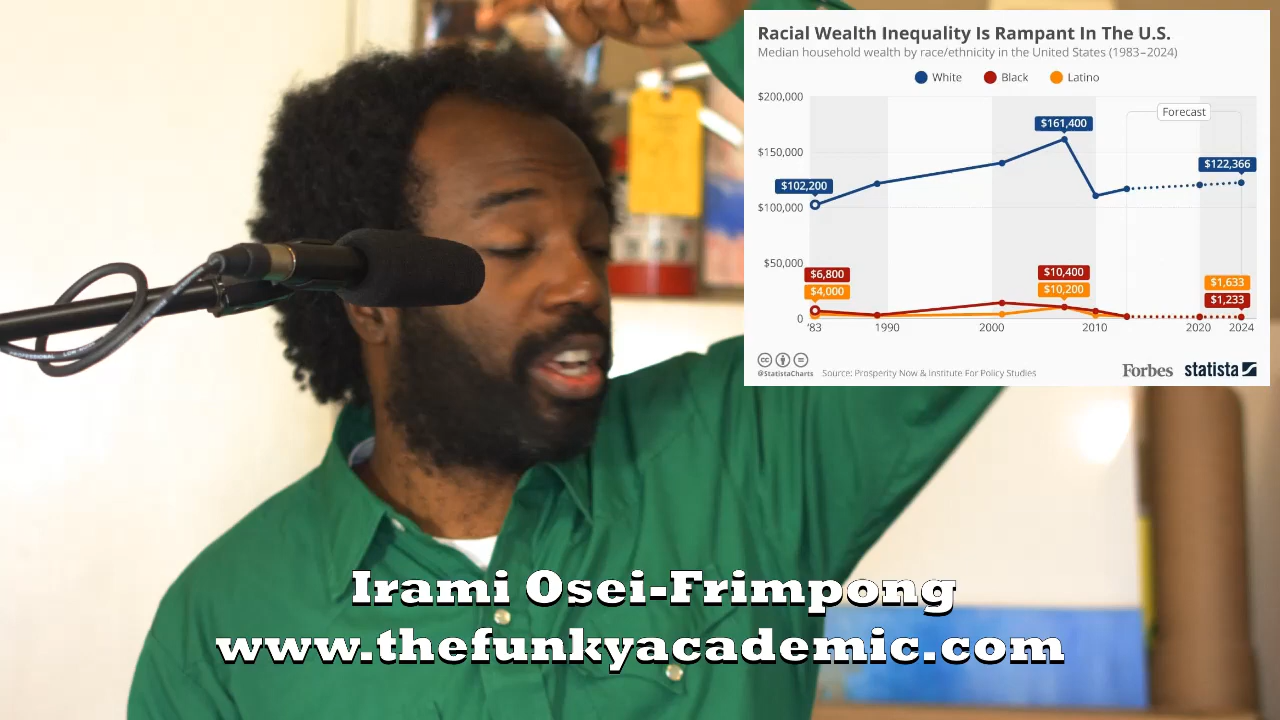 Racial Wealth Inequality Is Rampant In The U.S.
Median household wealth by race/ethnicity in the United States (1983–2024)
White Black Latino
$200,000
Forecast
$161,400
$150,000
$122,366
$102,200
$100,000
$50,000
$6,800 $10,400 $1,633
$4,000 $10,200 $1,233
0
'83 1990 2000 2010 2020 2024
@StatistaCharts Source: Prosperity Now & Institute For Policy Studies Forbes statista
PROFESSIONAL
Irami Osei-Frimpong
www.thefunkyacademic.com